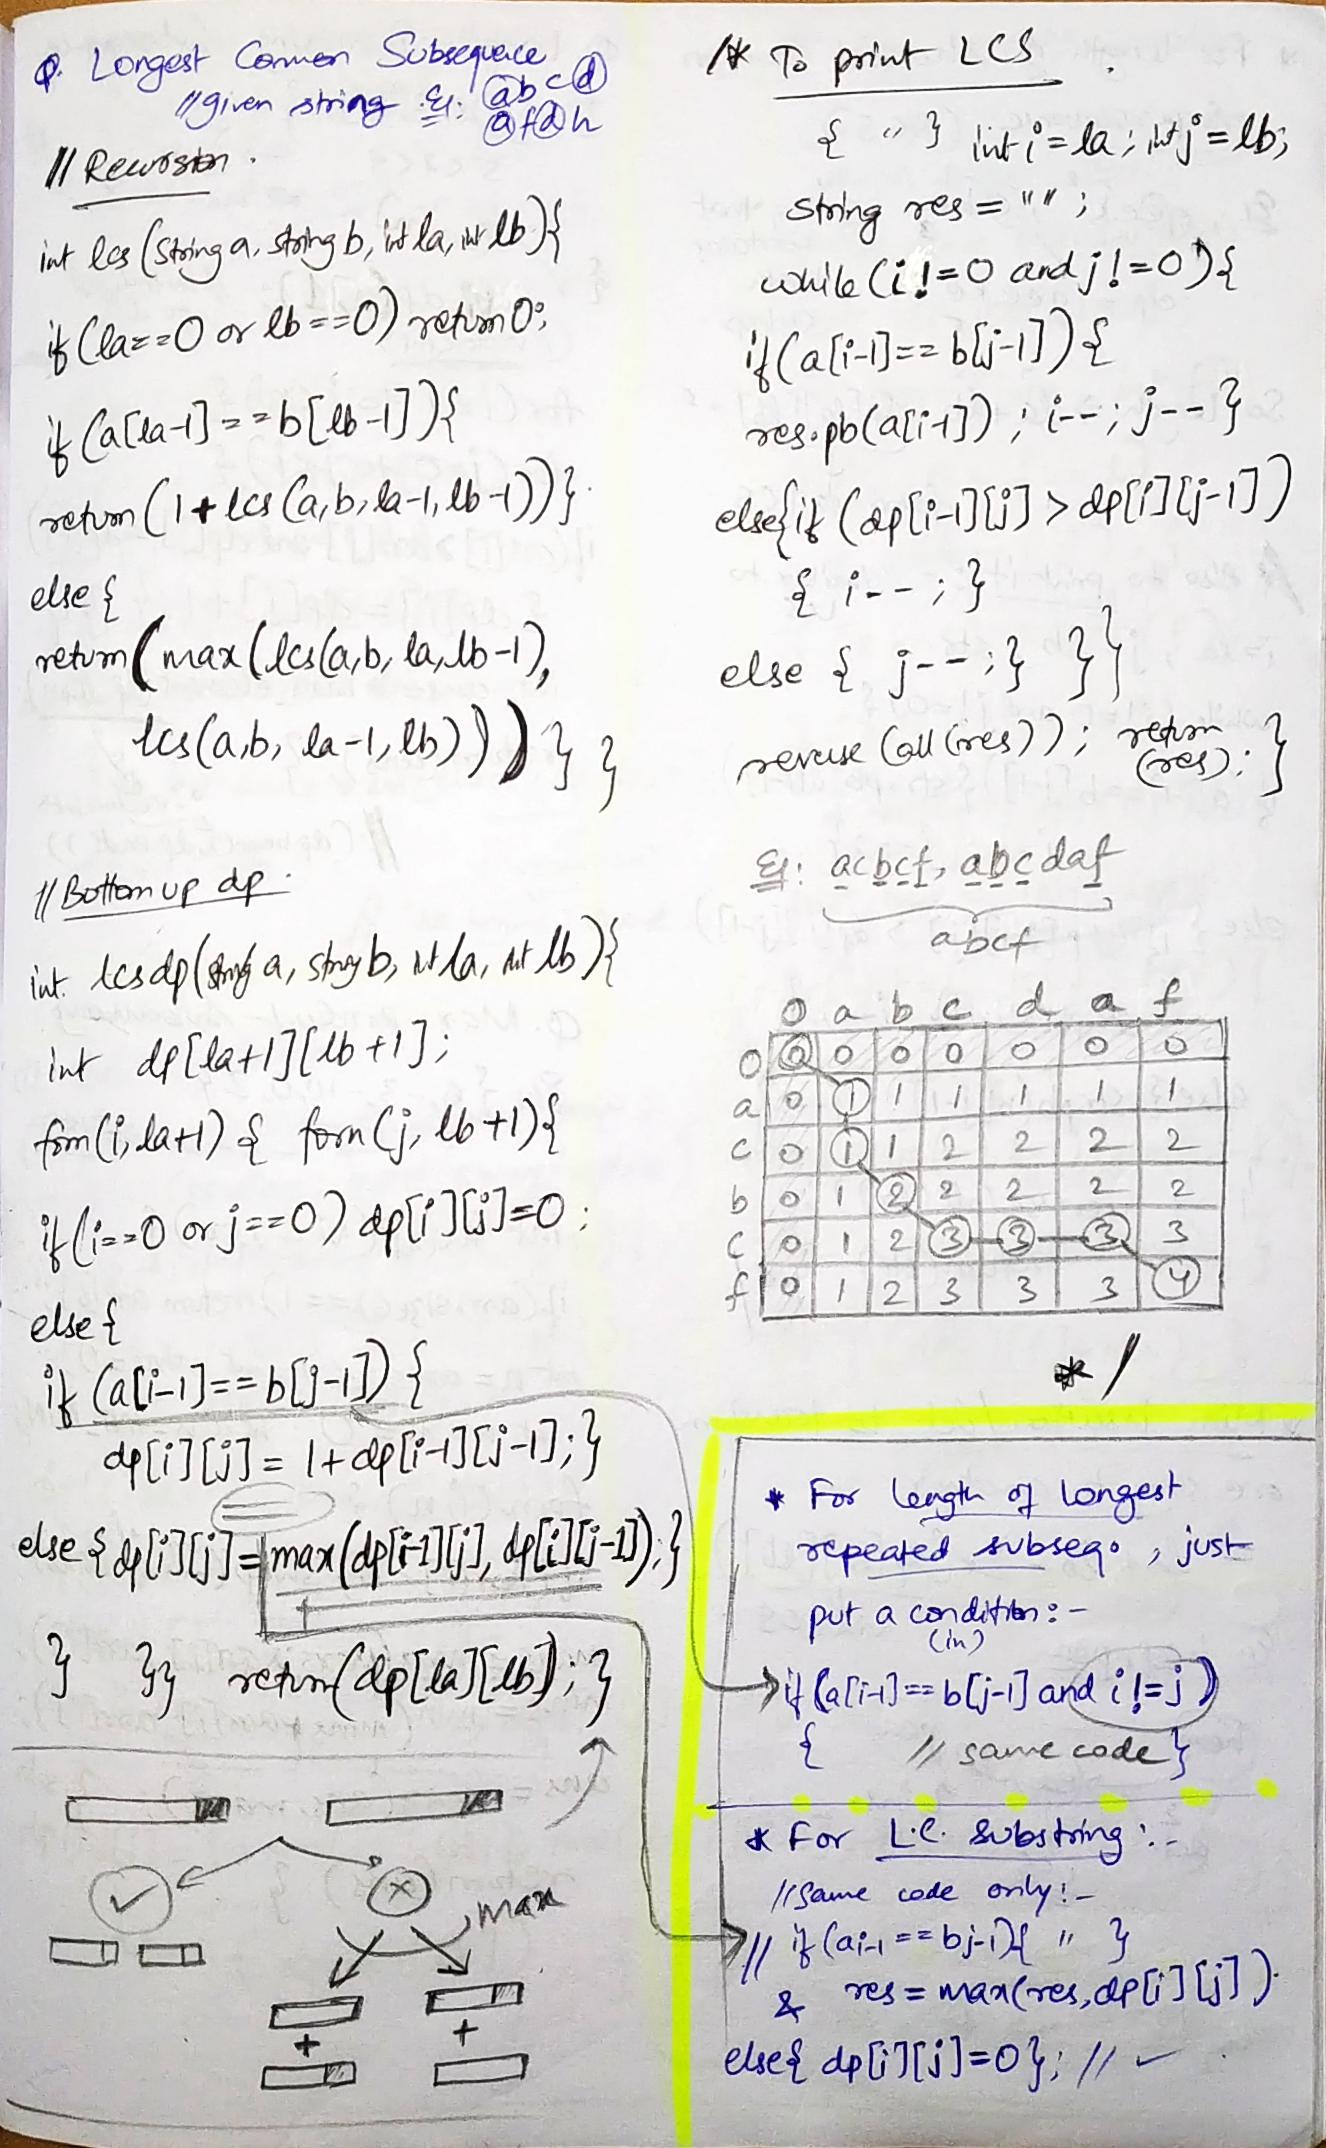 Q. Longest Common Subsequence
//given string Eg: abcd
afdh
// Recursion.
int lcs (String a, string b, int la, int lb){
if (la==0 or lb==0) return 0;
if (a[la-1]==b[lb-1]){
return (1+lcs (a,b,la-1,lb-1))}
else {
return (max (lcs(a,b, la,lb-1),
lcs(a,b, la-1,lb))) } }
// Bottom up dp.
int lcsdp(string a, string b, int la, int lb){
int dp[la+1][lb+1];
forn(i,la+1) { forn(j, lb+1){
if(i==0 or j==0) dp[i][j]=0;
else {
if (a[i-1]==b[j-1]) {
dp[i][j] = 1+dp[i-1][j-1];}
else { dp[i][j]=max(dp[i-1][j], dp[i][j-1]);}
} }} return(dp[la][lb]); }
max
+ +
/* To print LCS
{ " } int i=la; int j=lb;
string res = "";
while (i!=0 and j!=0){
if(a[i-1]==b[j-1]){
res.pb(a[i-1]); i--; j--}
else{if (dp[i-1][j] > dp[i][j-1])
{ i--; }
else { j--;} }}
reverse (all(res)); return
(res); }
Eg: acbcf, abcdaf
abcf
0 a b c d a f
0 0 0 0 0 0 0 0
a 0 1 1 1 1 1 1
c 0 1 1 2 2 2 2
b 0 1 2 2 2 2 2
c 0 1 2 3 3 3 3
f 0 1 2 3 3 3 4
*/
* For length of longest
repeated subseq. , just
put a condition:-
(in)
if (a[i-1]==b[j-1] and i!=j)
{ // same code}
* For L.C. Substring:-
//Same code only:-
// if (ai-1 == bj-1){ " }
& res = max(res,dp[i][j])
else{ dp[i][j]=0}; // ✓